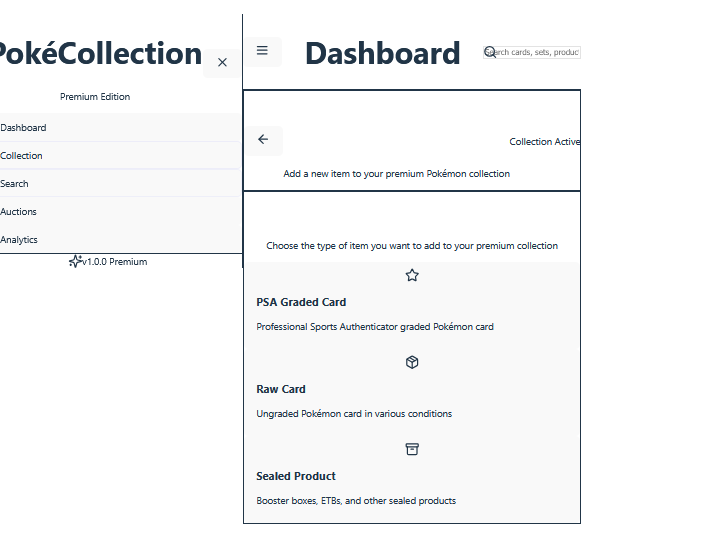 PokéCollection
Premium Edition
Dashboard
Collection
Search
Auctions
Analytics
v1.0.0 Premium
Dashboard
Search cards, sets, produc
Collection Active
Add a new item to your premium Pokémon collection
Choose the type of item you want to add to your premium collection
PSA Graded Card
Professional Sports Authenticator graded Pokémon card
Raw Card
Ungraded Pokémon card in various conditions
Sealed Product
Booster boxes, ETBs, and other sealed products